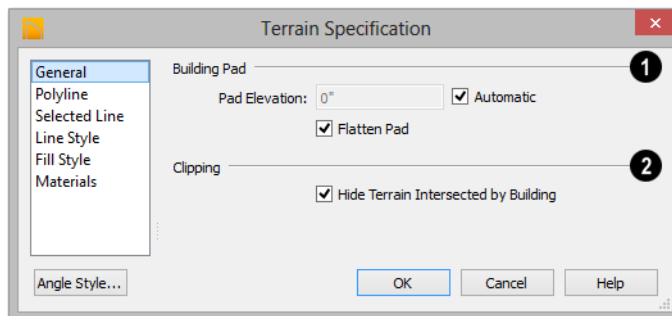 Terrain Specification
General
Polyline
Selected Line
Line Style
Fill Style
Materials
Building Pad 1
Pad Elevation: 0" Automatic
Flatten Pad
Clipping 2
Hide Terrain Intersected by Building
Angle Style... OK Cancel Help